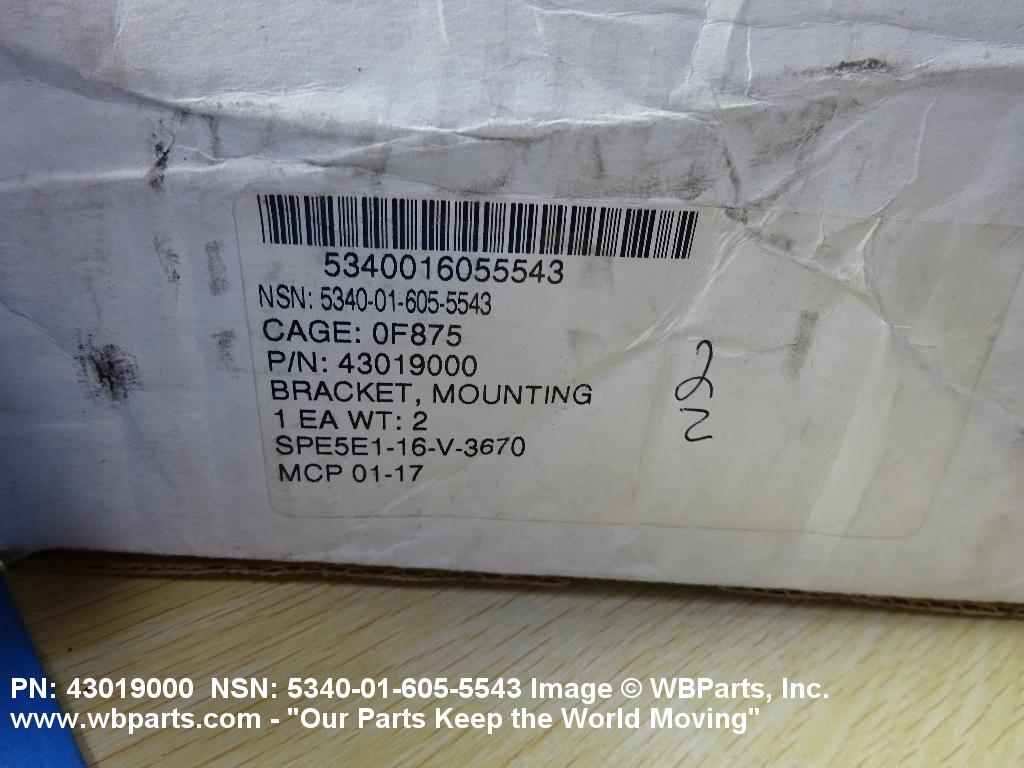 5340016055543
NSN: 5340-01-605-5543
CAGE: 0F875
P/N: 43019000
BRACKET, MOUNTING
1 EA WT: 2
SPE5E1-16-V-3670
MCP 01-17
2
2
PN: 43019000 NSN: 5340-01-605-5543 Image © WBParts, Inc.
www.wbparts.com - "Our Parts Keep the World Moving"